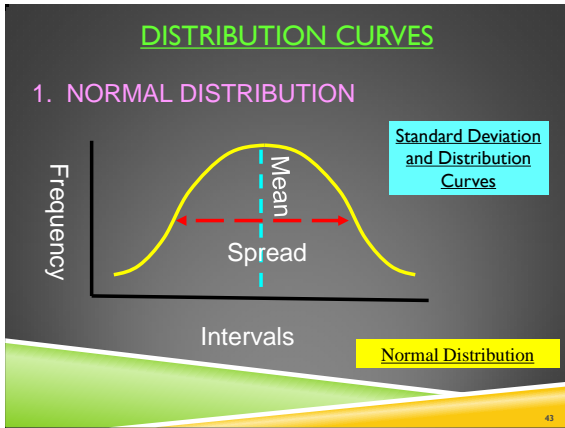 DISTRIBUTION CURVES
1. NORMAL DISTRIBUTION
Standard Deviation
and Distribution
Curves
Frequency
Mean
Spread
Intervals
Normal Distribution
43